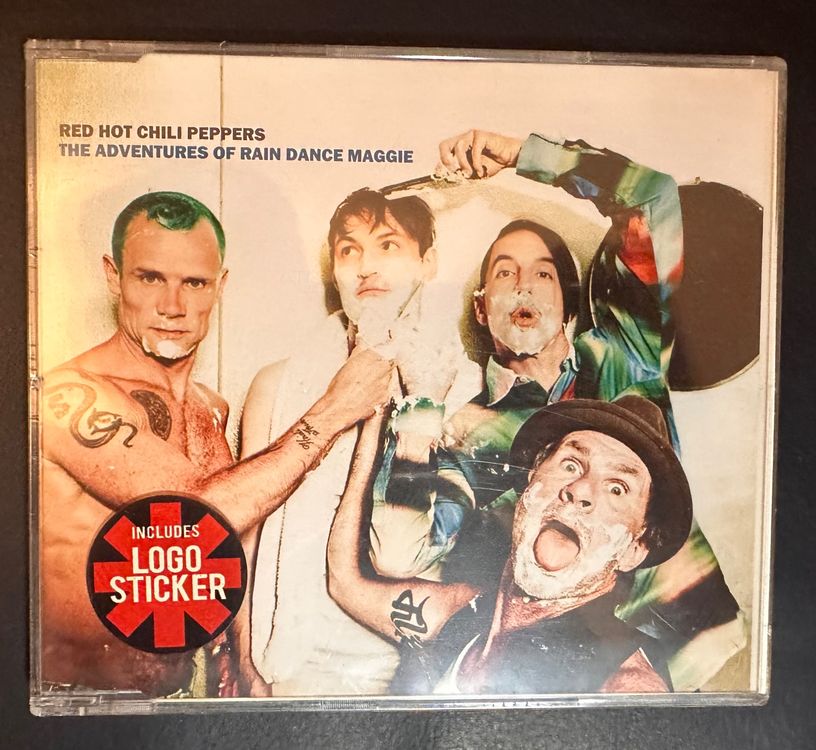 RED HOT CHILI PEPPERS
THE ADVENTURES OF RAIN DANCE MAGGIE
INCLUDES
LOGO
STICKER